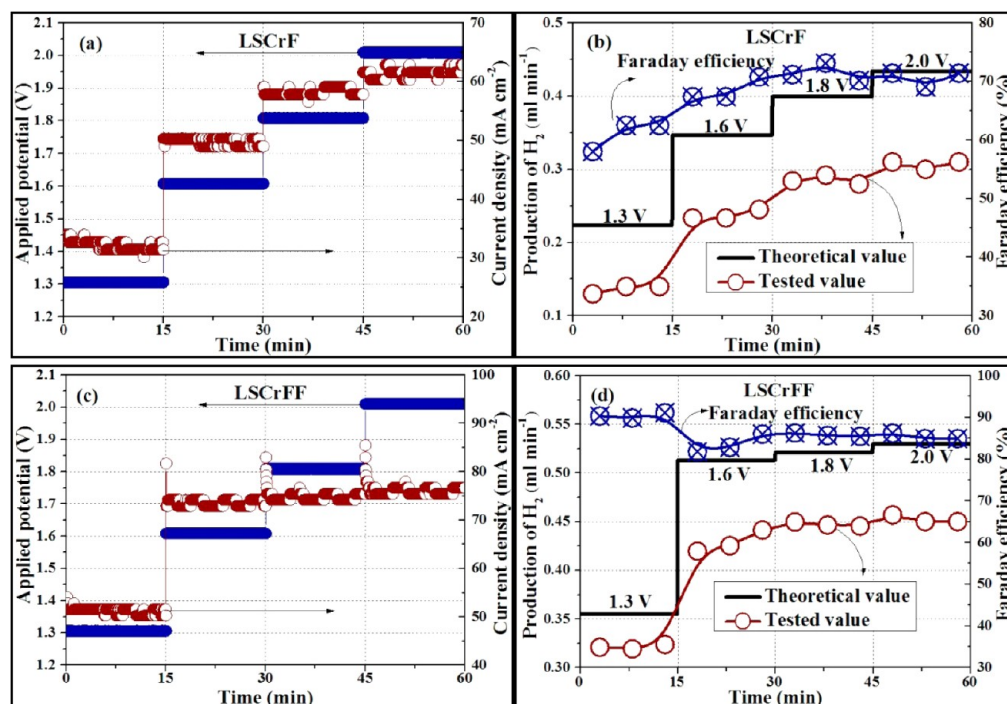 (a)
LSCrF
Applied potential (V)
2.1
2.0
1.9
1.8
1.7
1.6
1.5
1.4
1.3
1.2
70
60
50
40
30
20
Current density (mA cm⁻²)
0
15
30
45
60
Time (min)
(b)
LSCrF
Faraday efficiency
Production of H₂ (ml min⁻¹)
0.5
0.4
0.3
0.2
0.1
80
70
60
50
40
30
Faraday efficiency (%)
1.3 V
1.6 V
1.8 V
2.0 V
Theoretical value
Tested value
0
15
30
45
60
Time (min)
(c)
LSCrFF
Applied potential (V)
2.1
2.0
1.9
1.8
1.7
1.6
1.5
1.4
1.3
1.2
100
90
80
70
60
50
40
Current density (mA cm⁻²)
0
15
30
45
60
Time (min)
(d)
LSCrFF
Faraday efficiency
Production of H₂ (ml min⁻¹)
0.60
0.55
0.50
0.45
0.40
0.35
0.30
100
90
80
70
60
50
40
30
Faraday efficiency (%)
1.3 V
1.6 V
1.8 V
2.0 V
Theoretical value
Tested value
0
15
30
45
60
Time (min)